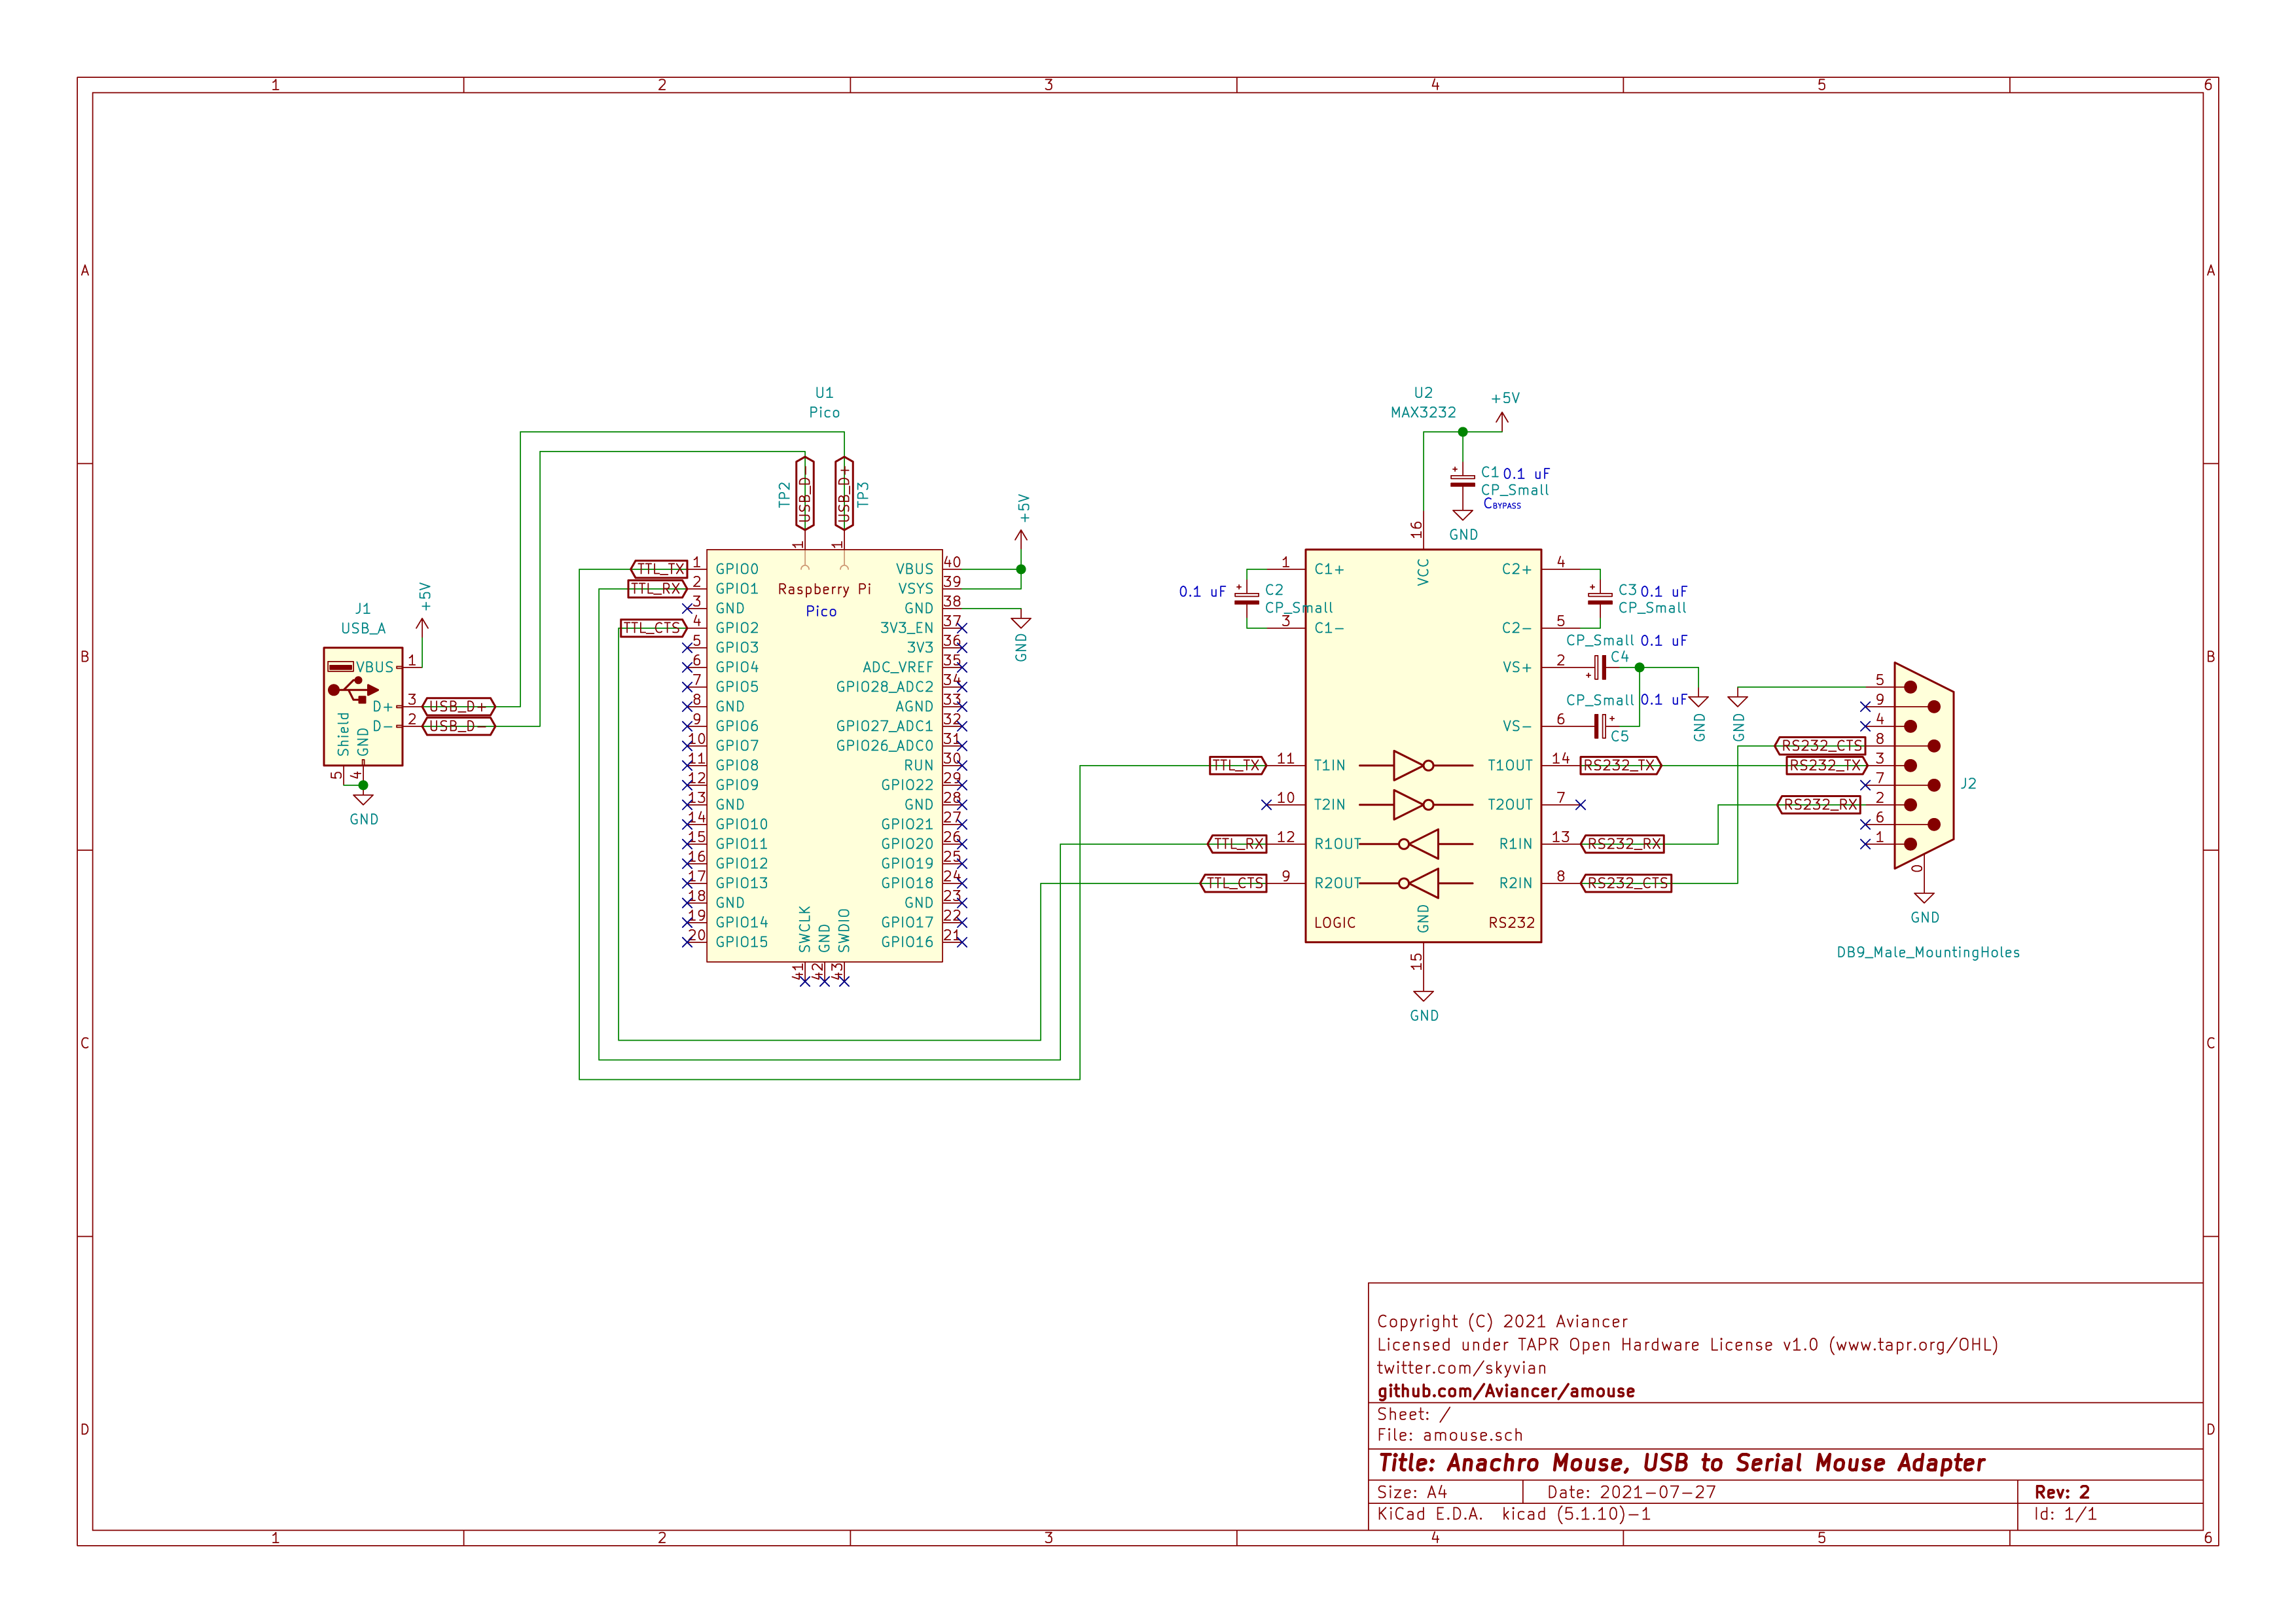 1 2 3 4 5 6
A A
B B
C C
D D
1 2 3 4 5 6
J1
USB_A
+5V
VBUS 1
D+ 3 USB_D+
D- 2 USB_D-
Shield
GND
5 4
GND
U1
Pico
TP2 USB_D- USB_D+ TP3
1 1
Raspberry Pi
Pico
TTL_TX 1 GPIO0
TTL_RX 2 GPIO1
3 GND
TTL_CTS 4 GPIO2
5 GPIO3
6 GPIO4
7 GPIO5
8 GND
9 GPIO6
10 GPIO7
11 GPIO8
12 GPIO9
13 GND
14 GPIO10
15 GPIO11
16 GPIO12
17 GPIO13
18 GND
19 GPIO14
20 GPIO15
VBUS 40
VSYS 39
GND 38
3V3_EN 37
3V3 36
ADC_VREF 35
GPIO28_ADC2 34
AGND 33
GPIO27_ADC1 32
GPIO26_ADC0 31
RUN 30
GPIO22 29
GND 28
GPIO21 27
GPIO20 26
GPIO19 25
GPIO18 24
GND 23
GPIO17 22
GPIO16 21
SWCLK GND SWDIO
41 42 43
+5V
GND
U2
MAX3232
+5V
C1 0.1 uF
CP_Small
CBYPASS
GND
16
VCC
1 C1+
0.1 uF C2
CP_Small
3 C1-
C2+ 4
C3 0.1 uF
CP_Small
C2- 5
CP_Small 0.1 uF
C4
VS+ 2
CP_Small 0.1 uF
VS- 6
C5
GND
GND
TTL_TX 11 T1IN T1OUT 14 RS232_TX
10 T2IN T2OUT 7
TTL_RX 12 R1OUT R1IN 13 RS232_RX
TTL_CTS 9 R2OUT R2IN 8 RS232_CTS
LOGIC GND RS232
15
GND
5
9
4
RS232_CTS 8
RS232_TX 3
7
RS232_RX 2
6
1
J2
0
GND
DB9_Male_MountingHoles
Copyright (C) 2021 Aviancer
Licensed under TAPR Open Hardware License v1.0 (www.tapr.org/OHL)
twitter.com/skyvian
github.com/Aviancer/amouse
Sheet: /
File: amouse.sch
Title: Anachro Mouse, USB to Serial Mouse Adapter
Size: A4 Date: 2021-07-27 Rev: 2
KiCad E.D.A. kicad (5.1.10)-1 Id: 1/1